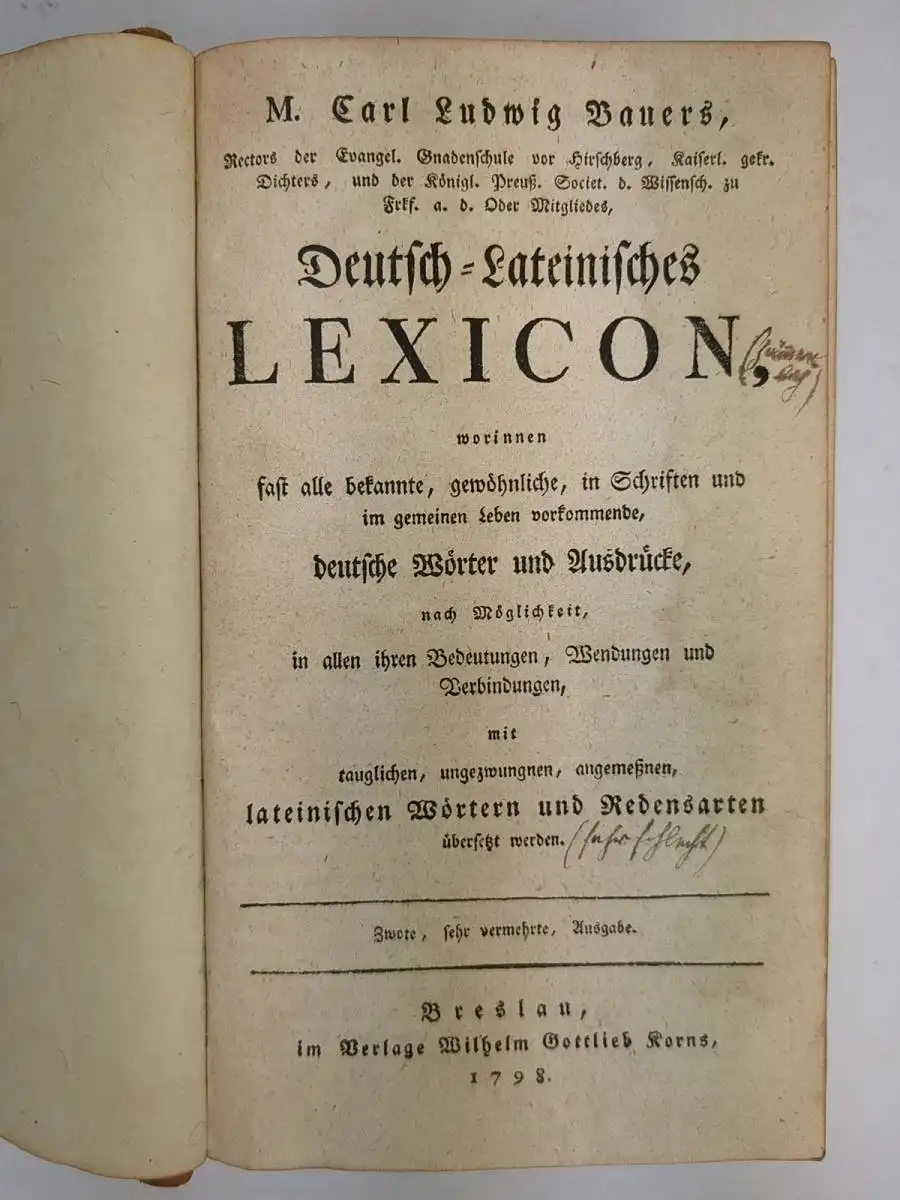 M. Carl Ludwig Bauers,
Rectors der Evangel. Gnadenschule vor Hirschberg, Kaiserl. gekr.
Dichters, und der Königl. Preuß. Societ. d. Wissensch. zu
Frkf. a. d. Oder Mitgliedes,
Deutsch-Lateinisches
LEXICON,
worinnen
fast alle bekannte, gewöhnliche, in Schriften und
im gemeinen Leben vorkommende,
deutsche Wörter und Ausdrücke,
nach Möglichkeit,
in allen ihren Bedeutungen, Wendungen und
Verbindungen,
mit
tauglichen, ungezwungnen, angemeßnen,
lateinischen Wörtern und Redensarten
übersetzt werden. (sehr schlecht)
Zwote, sehr vermehrte, Ausgabe.
Breslau,
im Verlage Wilhelm Gottlieb Korns,
1798.